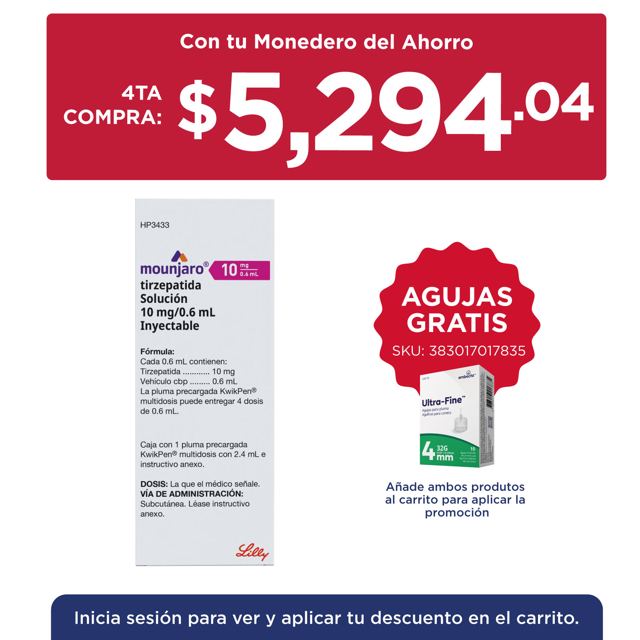 Con tu Monedero del Ahorro
4TA
COMPRA:
$5,294.04
HP3433
mounjaro® 10 mg
0.6 mL
tirzepatida
Solución
10 mg/0.6 mL
Inyectable
Fórmula:
Cada 0.6 mL contienen:
Tirzepatida ............ 10 mg
Vehículo cbp ......... 0.6 mL
La pluma precargada KwikPen®
multidosis puede entregar 4 dosis
de 0.6 mL.
Caja con 1 pluma precargada
KwikPen® multidosis con 2.4 mL e
instructivo anexo.
DOSIS: La que el médico señale.
VÍA DE ADMINISTRACIÓN:
Subcutánea. Léase instructivo
anexo.
Lilly
AGUJAS
GRATIS
SKU: 383017017835
embecta
Ultra-Fine™
4 mm
32G
10
Añade ambos produtos
al carrito para aplicar la
promoción
Inicia sesión para ver y aplicar tu descuento en el carrito.